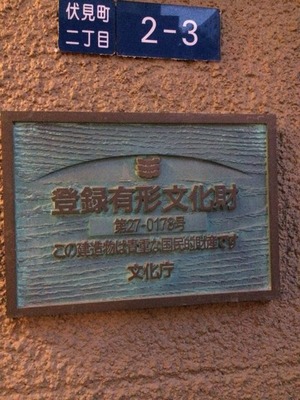 伏見町
二丁目 2-3
登録有形文化財
第27-0178号
この建造物は貴重な国民的財産です
文化庁